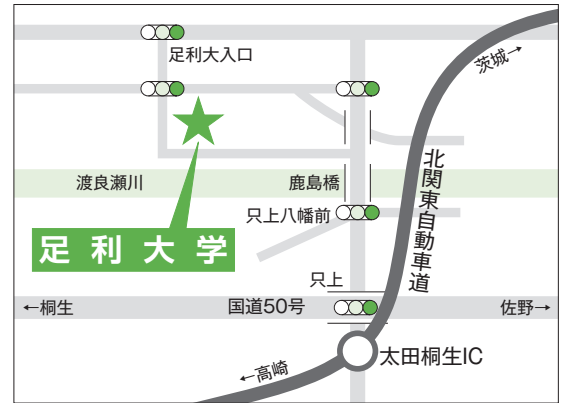 足利大入口
茨城→
北関東自動車道
渡良瀬川
鹿島橋
只上八幡前
足利大学
只上
←桐生
国道50号
佐野→
太田桐生IC
←高崎